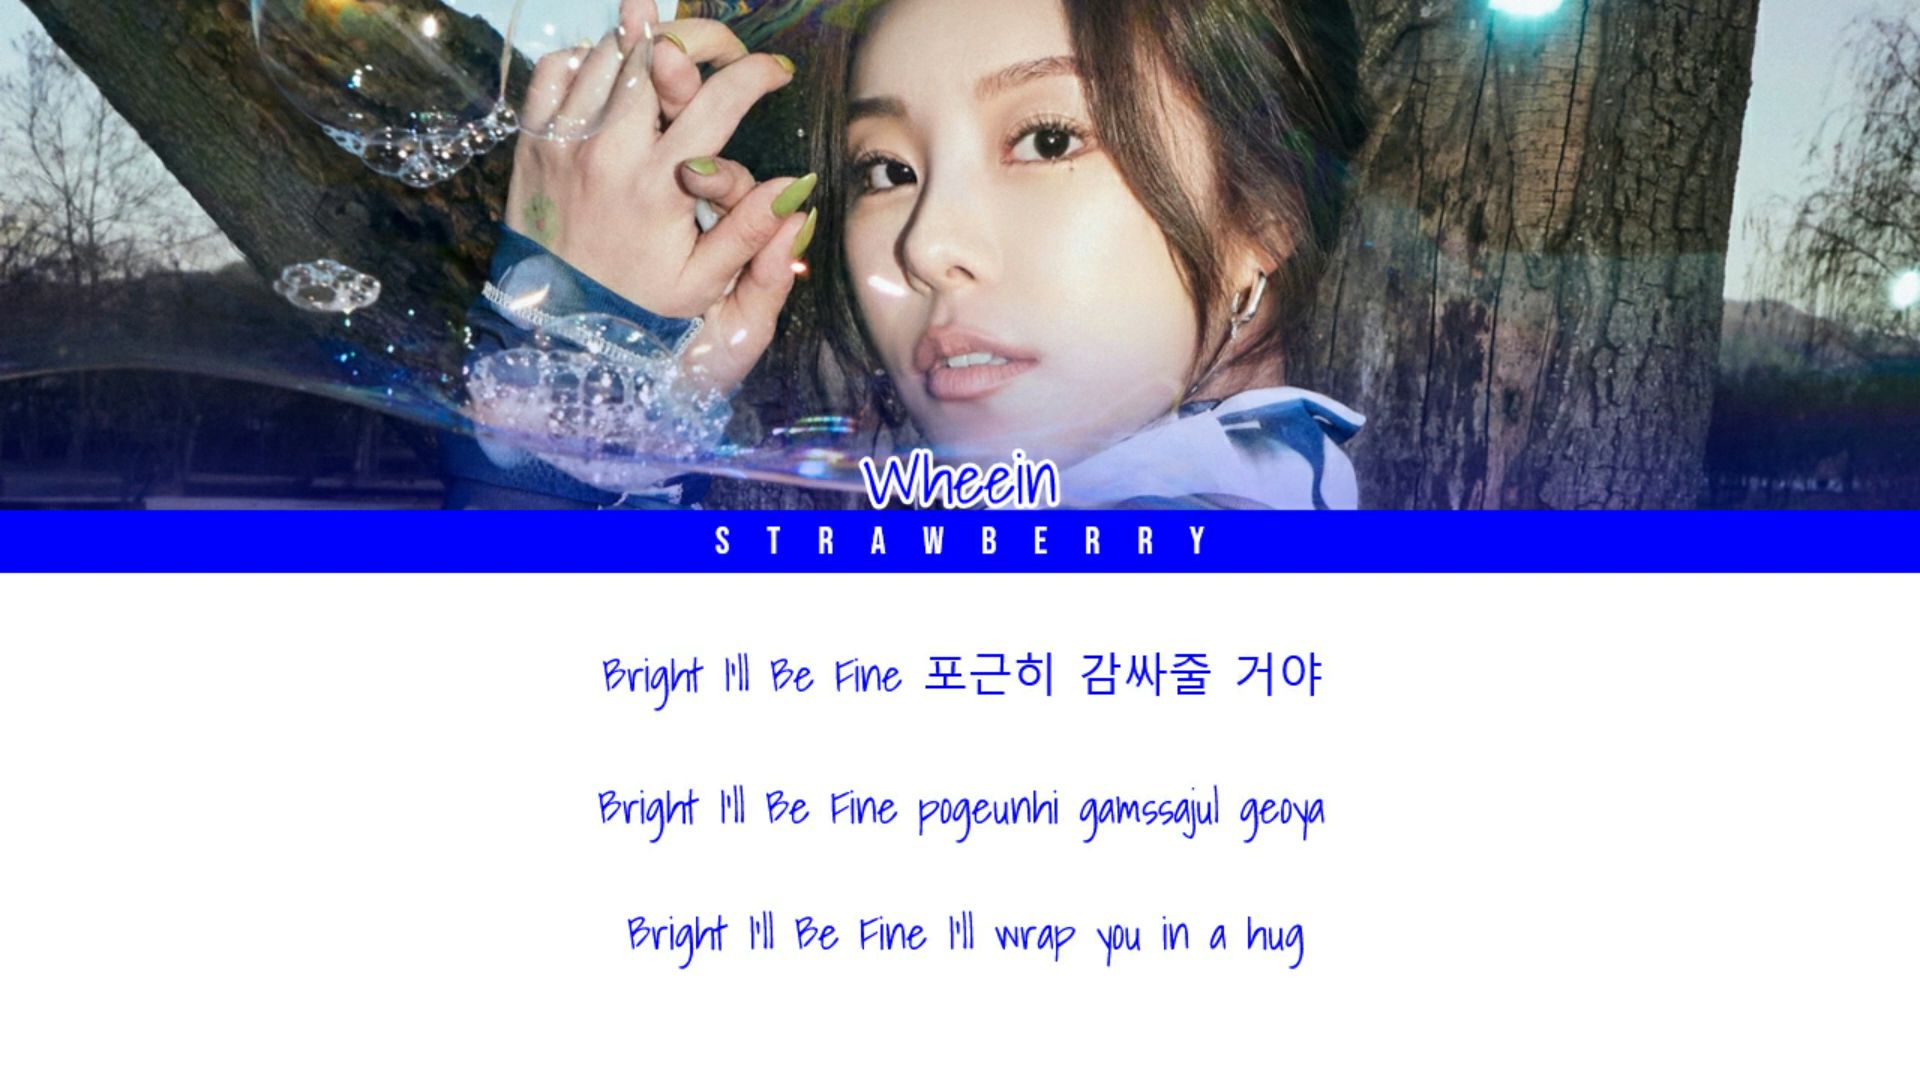 Wheein
STRAWBERRY
Bright I'll Be Fine 포근히 감싸줄 거야
Bright I'll Be Fine pogeunhi gamssajul geoya
Bright I'll Be Fine I'll wrap you in a hug